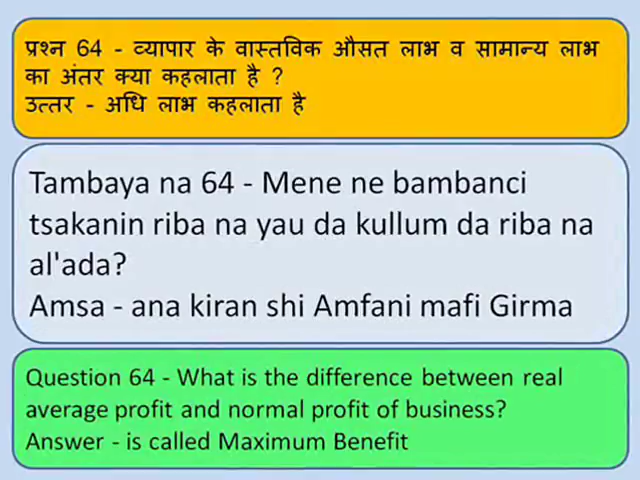 प्रश्न 64 - व्यापार के वास्तविक औसत लाभ व सामान्य लाभ
का अंतर क्या कहलाता है ?
उत्तर - अधि लाभ कहलाता है
Tambaya na 64 - Mene ne bambanci
tsakanin riba na yau da kullum da riba na
al'ada?
Amsa - ana kiran shi Amfani mafi Girma
Question 64 - What is the difference between real
average profit and normal profit of business?
Answer - is called Maximum Benefit